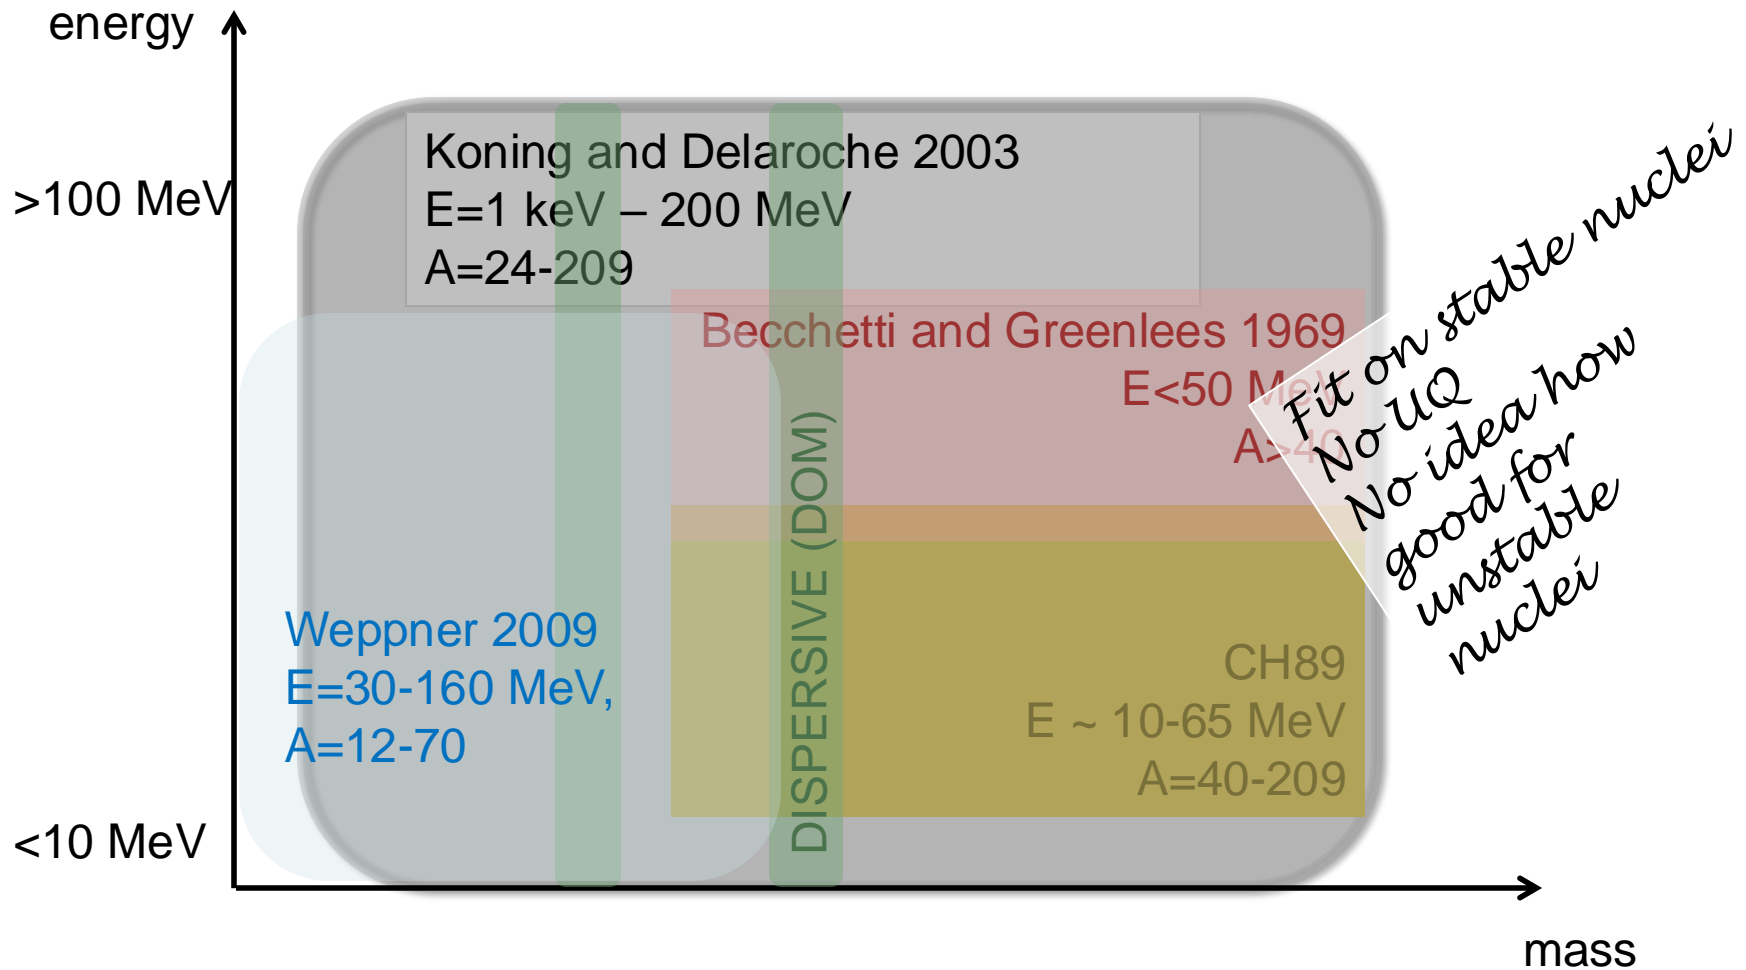 energy
>100 MeV
<10 MeV
Koning and Delaroche 2003
E=1 keV – 200 MeV
A=24-209
Becchetti and Greenlees 1969
E<50 MeV
A>40
Fit on stable nuclei
No UQ
No idea how
good for
unstable
nuclei
DISPERSIVE (DOM)
Weppner 2009
E=30-160 MeV,
A=12-70
CH89
E ~ 10-65 MeV
A=40-209
mass